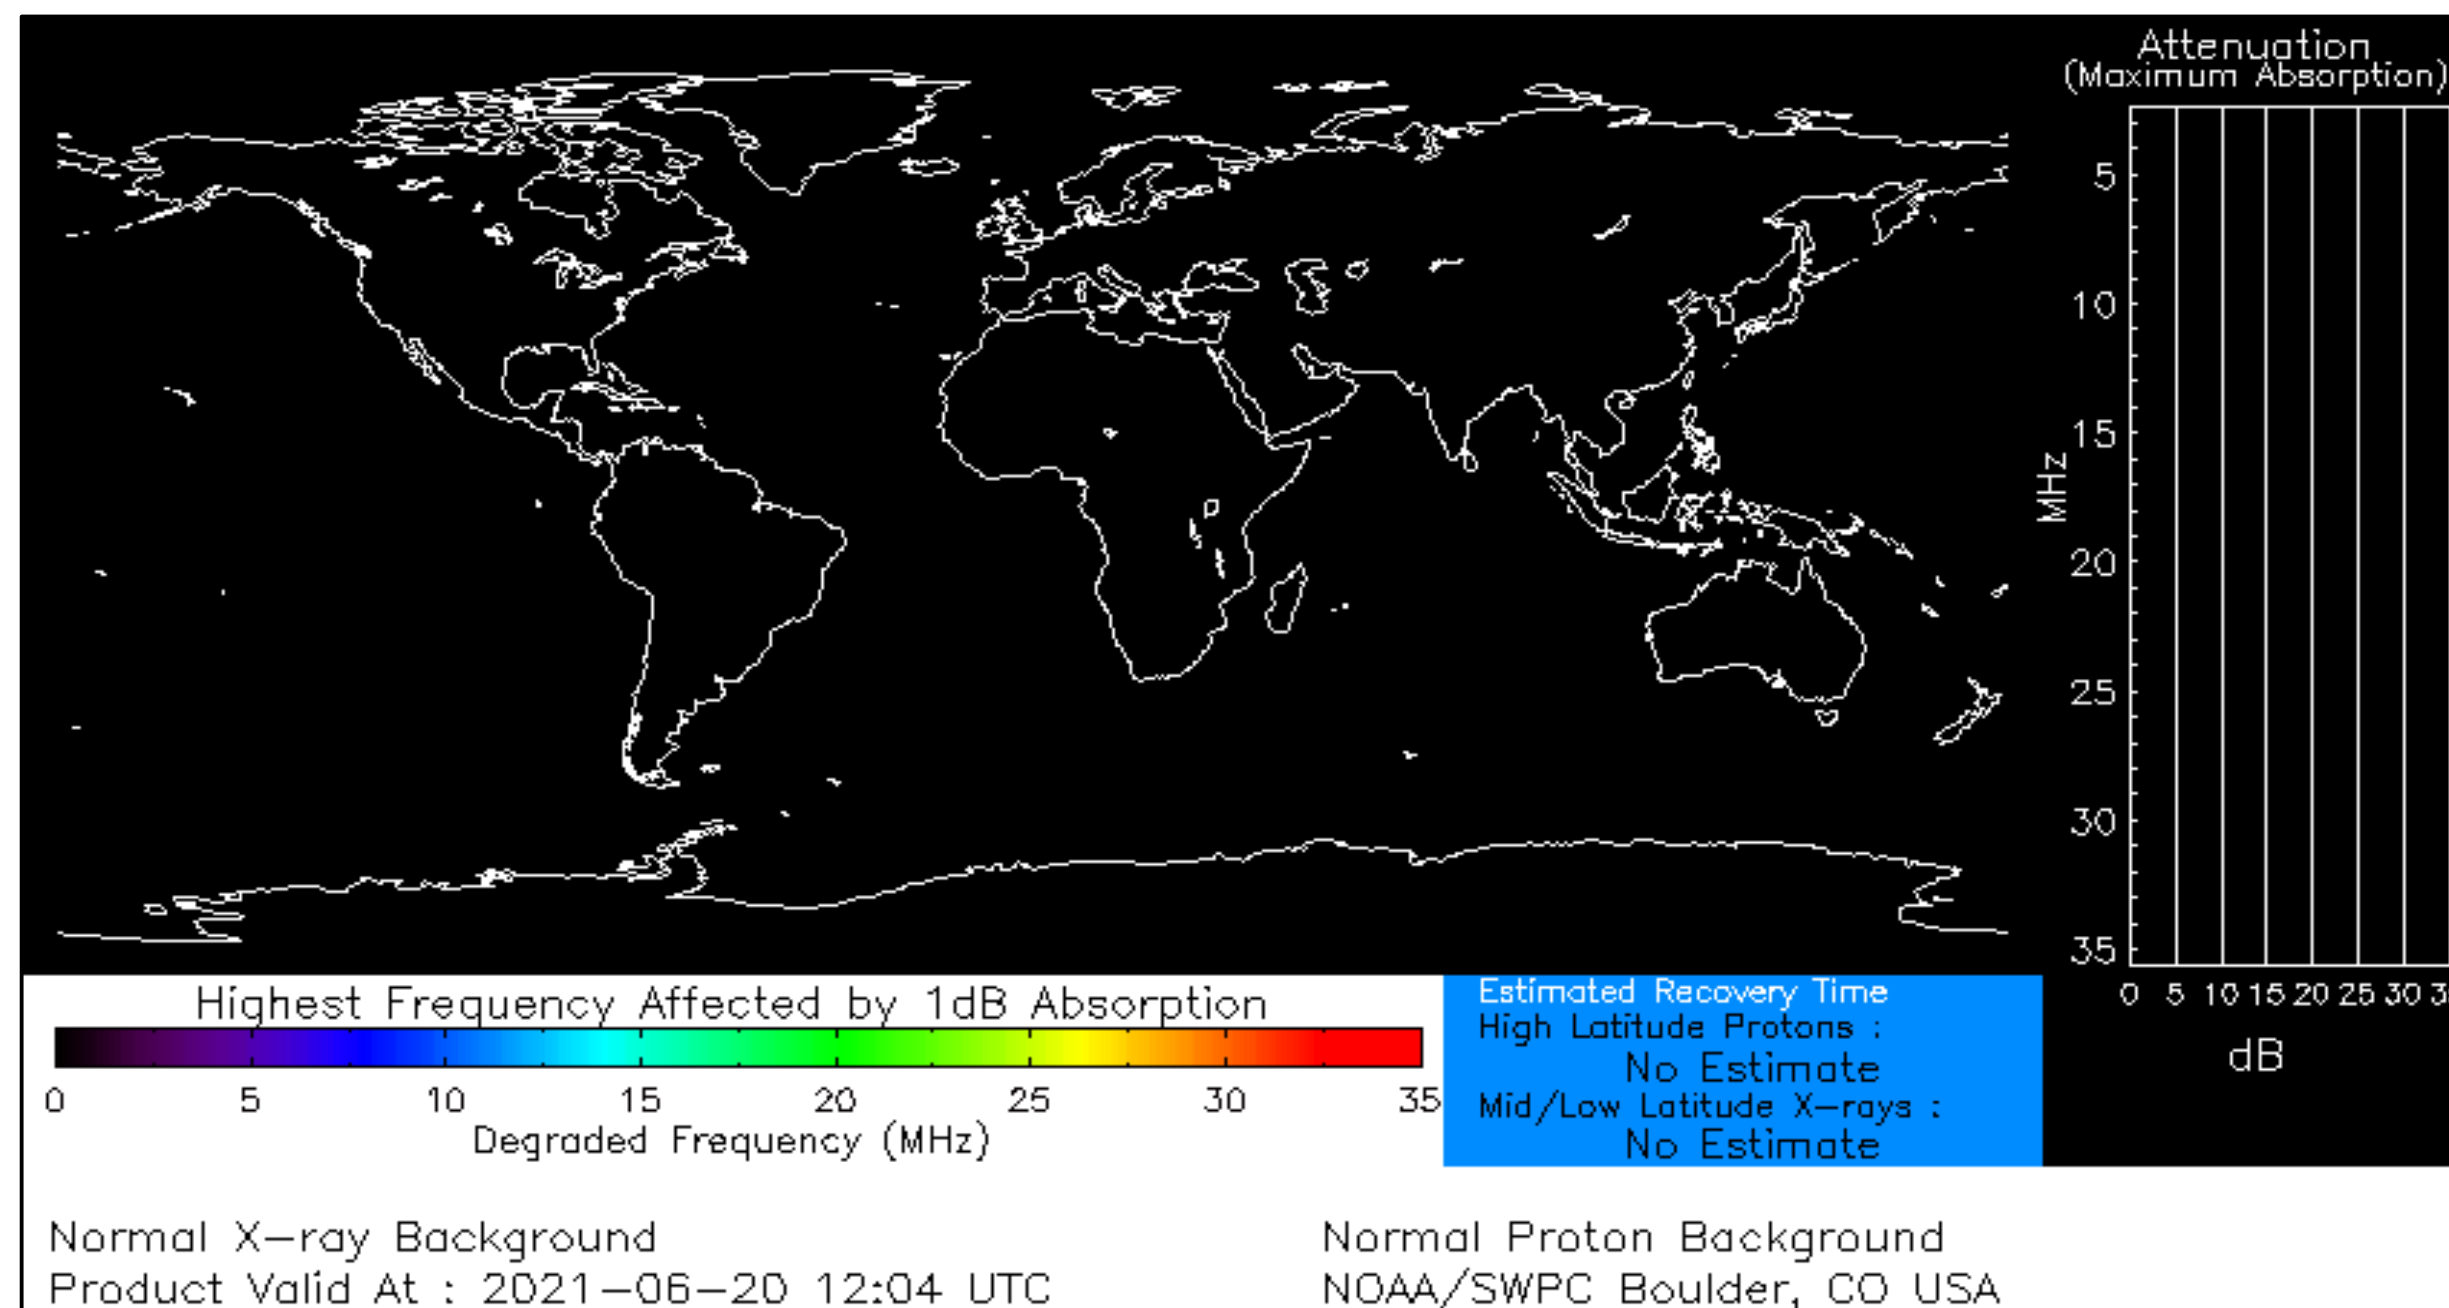 Attenuation
(Maximum Absorption)
5
10
15
20
25
30
35
MHz
0 5 10 15 20 25 30
dB
Highest Frequency Affected by 1dB Absorption
0 5 10 15 20 25 30 35
Degraded Frequency (MHz)
Estimated Recovery Time
High Latitude Protons :
No Estimate
Mid/Low Latitude X-rays :
No Estimate
Normal X-ray Background
Normal Proton Background
Product Valid At : 2021-06-20 12:04 UTC
NOAA/SWPC Boulder, CO USA